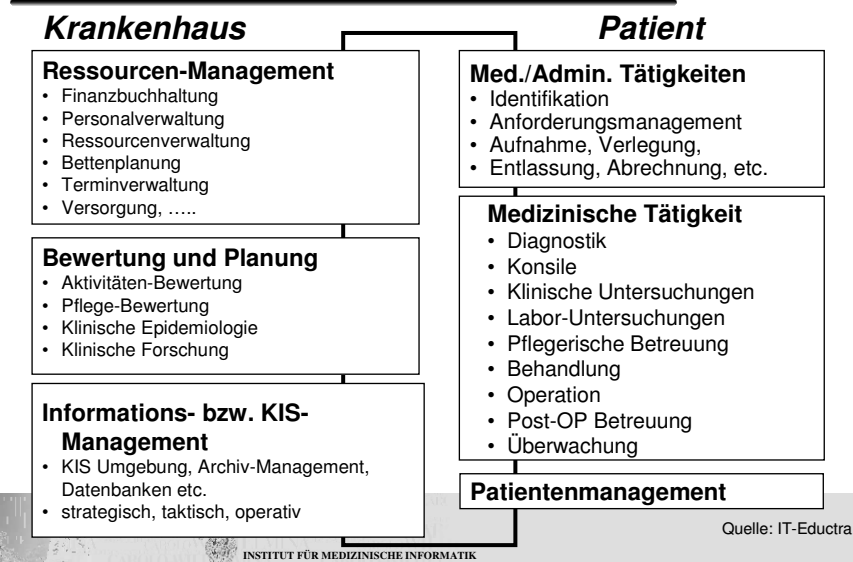 Krankenhaus
Ressourcen-Management
• Finanzbuchhaltung
• Personalverwaltung
• Ressourcenverwaltung
• Bettenplanung
• Terminverwaltung
• Versorgung, …..
Bewertung und Planung
• Aktivitäten-Bewertung
• Pflege-Bewertung
• Klinische Epidemiologie
• Klinische Forschung
Informations- bzw. KIS-
Management
• KIS Umgebung, Archiv-Management,
Datenbanken etc.
• strategisch, taktisch, operativ
Patient
Med./Admin. Tätigkeiten
• Identifikation
• Anforderungsmanagement
• Aufnahme, Verlegung,
• Entlassung, Abrechnung, etc.
Medizinische Tätigkeit
• Diagnostik
• Konsile
• Klinische Untersuchungen
• Labor-Untersuchungen
• Pflegerische Betreuung
• Behandlung
• Operation
• Post-OP Betreuung
• Überwachung
Patientenmanagement
Quelle: IT-Eductra
INSTITUT FÜR MEDIZINISCHE INFORMATIK